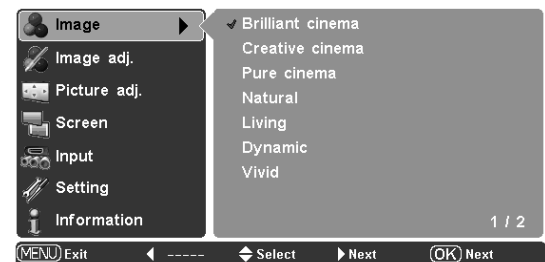 Image
Image adj.
Picture adj.
Screen
Input
Setting
Information
Brilliant cinema
Creative cinema
Pure cinema
Natural
Living
Dynamic
Vivid
1 / 2
MENU Exit ----- Select Next OK Next